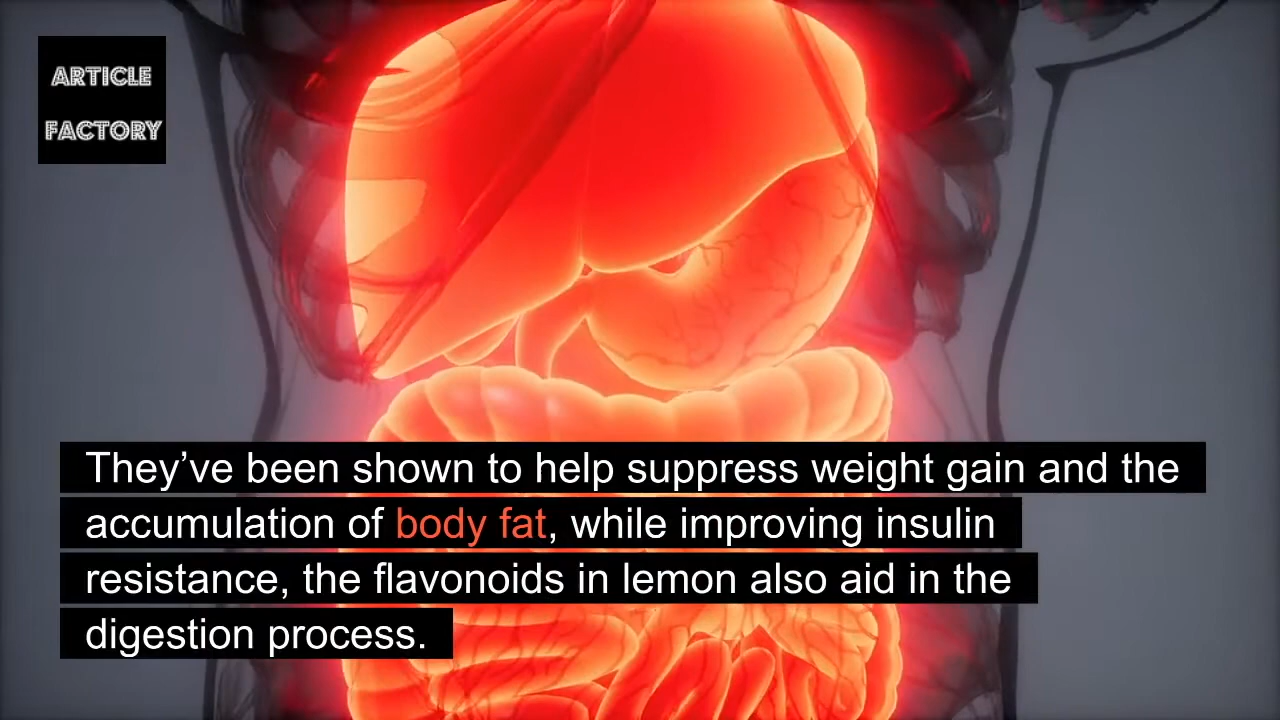 ARTICLE
FACTORY
They’ve been shown to help suppress weight gain and the
accumulation of body fat, while improving insulin
resistance, the flavonoids in lemon also aid in the
digestion process.